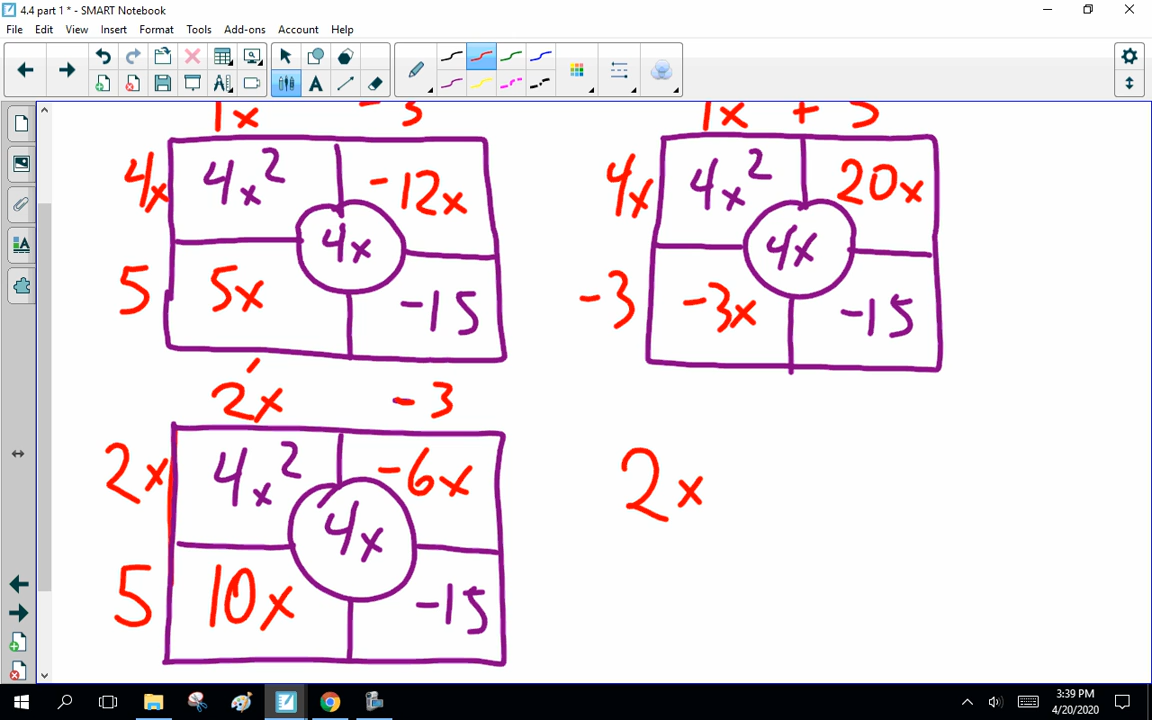 4.4 part 1 * - SMART Notebook
File Edit View Insert Format Tools Add-ons Account Help
1x - 3
4x 4x² -12x
4x
5 5x -15
1x + 5
4x 4x² 20x
4x
-3 -3x -15
2x - 3
2x 4x² -6x
4x
5 10x -15
2x
3:39 PM
4/20/2020